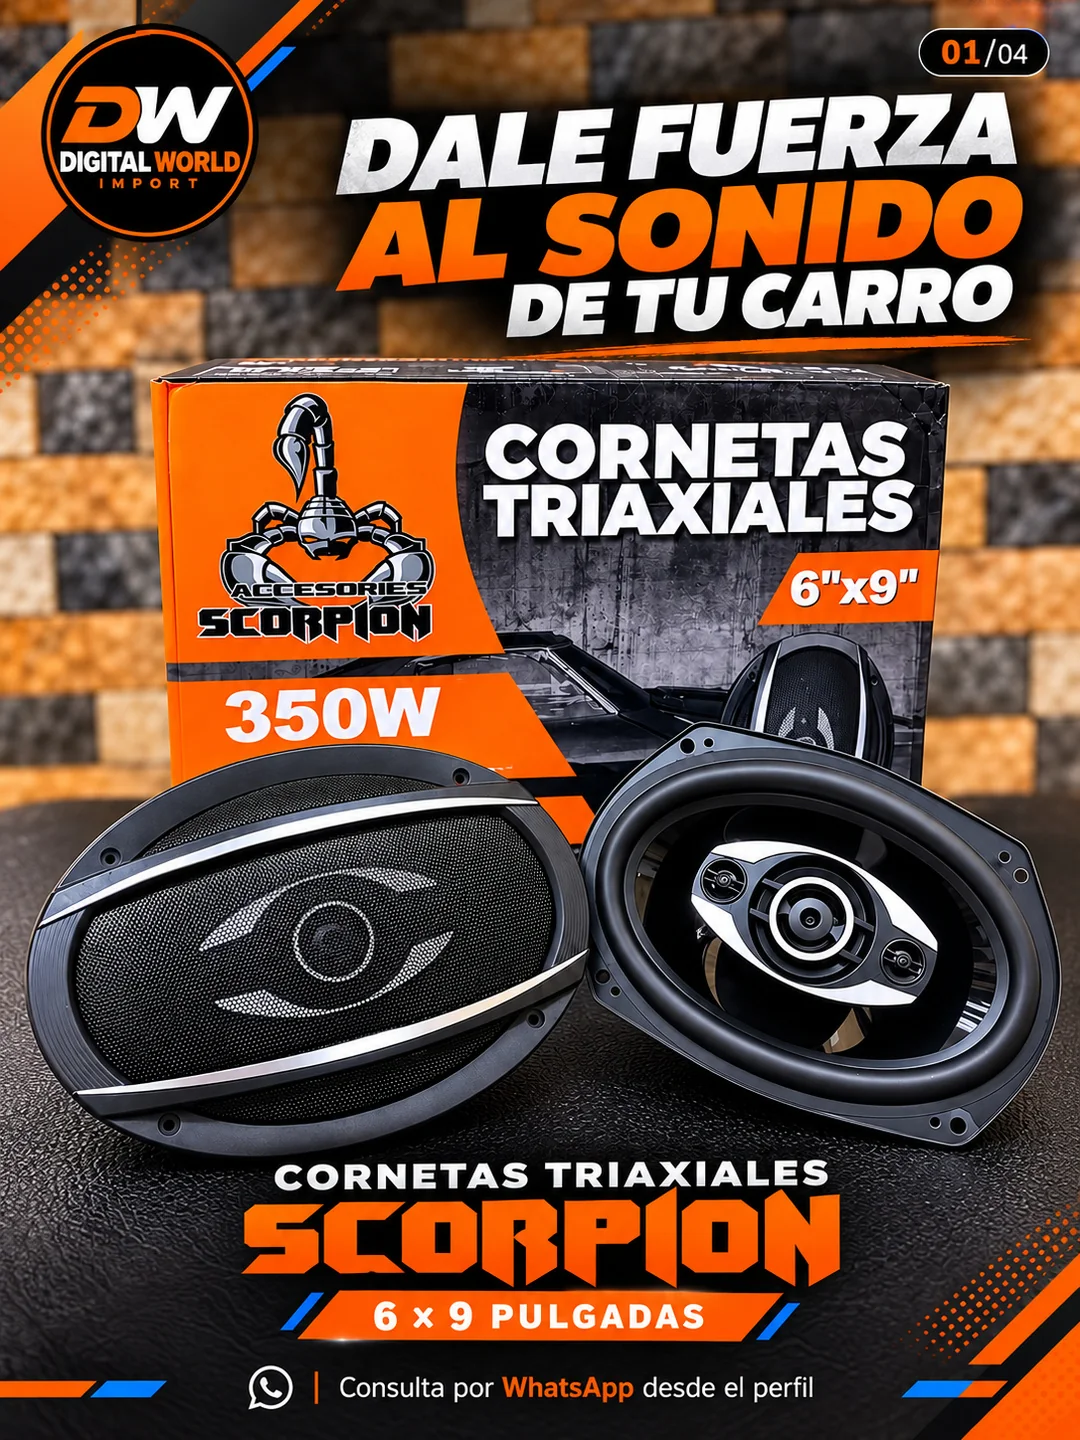 DW
DIGITAL WORLD
IMPORT
01/04
DALE FUERZA
AL SONIDO
DE TU CARRO
CORNETAS
TRIAXIALES
6"x9"
ACCESORIES
SCORPION
350W
CORNETAS TRIAXIALES
SCORPION
6 × 9 PULGADAS
Consulta por WhatsApp desde el perfil